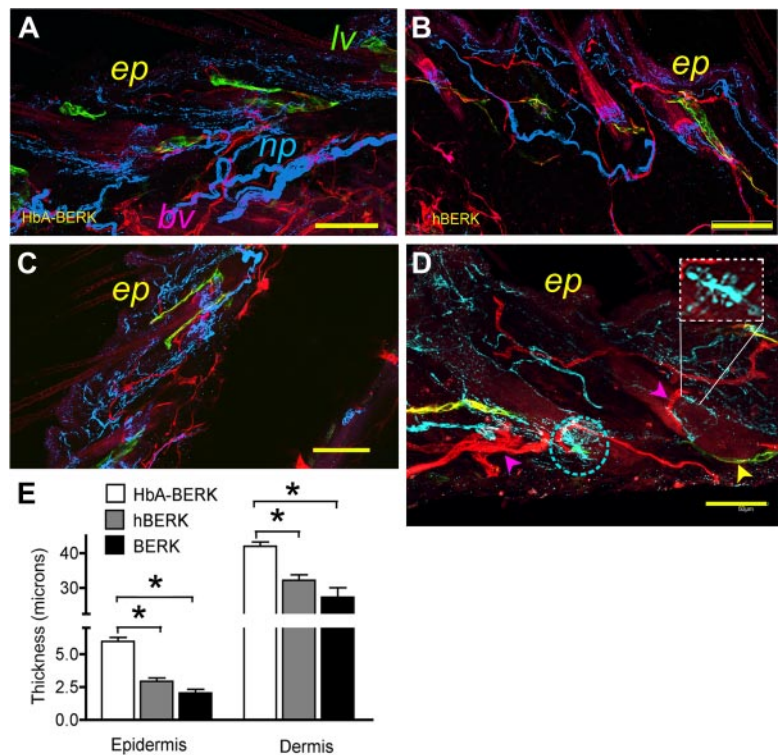 A
lv
ep
np
bv
HbA-BERK
B
ep
hBERK
C
ep
D
ep
50µm
E
HbA-BERK
hBERK
BERK
Thickness (microns)
40
30
5.0
2.5
0.0
*
*
*
*
Epidermis
Dermis